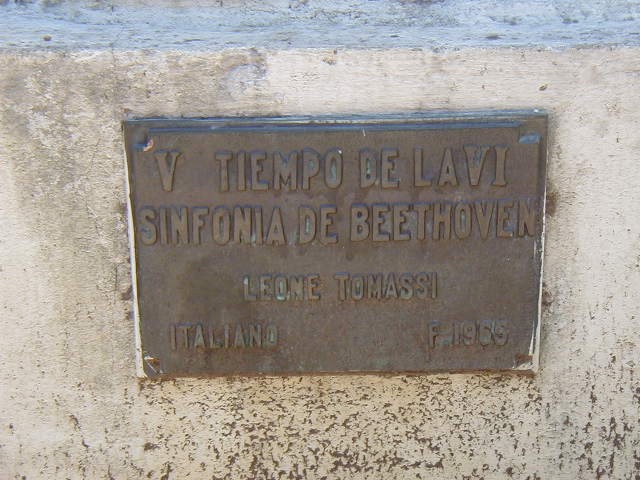 V TIEMPO DE LA VI
SINFONIA DE BEETHOVEN
LEONE TOMASSI
ITALIANO F. 1965